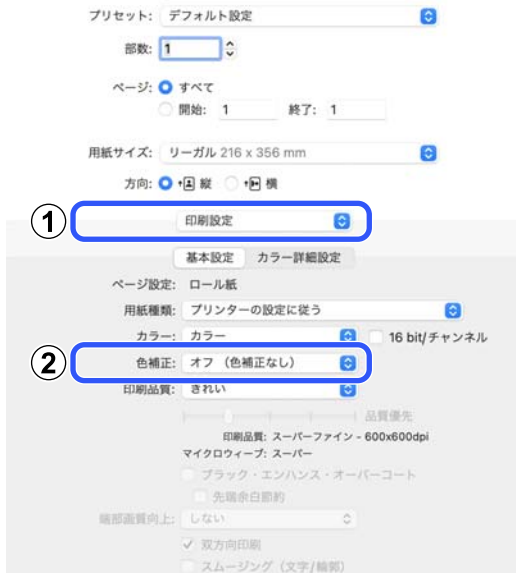 プリセット: デフォルト設定
部数: 1
ページ: すべて
開始: 1 終了: 1
用紙サイズ: リーガル 216 x 356 mm
方向: 縦 横
1 印刷設定
基本設定 カラー詳細設定
ページ設定: ロール紙
用紙種類: プリンターの設定に従う
カラー: カラー 16 bit/チャンネル
2 色補正: オフ (色補正なし)
印刷品質: きれい
品質優先
印刷品質: スーパーファイン - 600x600dpi
マイクロウィーブ: スーパー
ブラック・エンハンス・オーバーコート
先端余白節約
端部画質向上: しない
双方向印刷
スムージング (文字/輪郭)